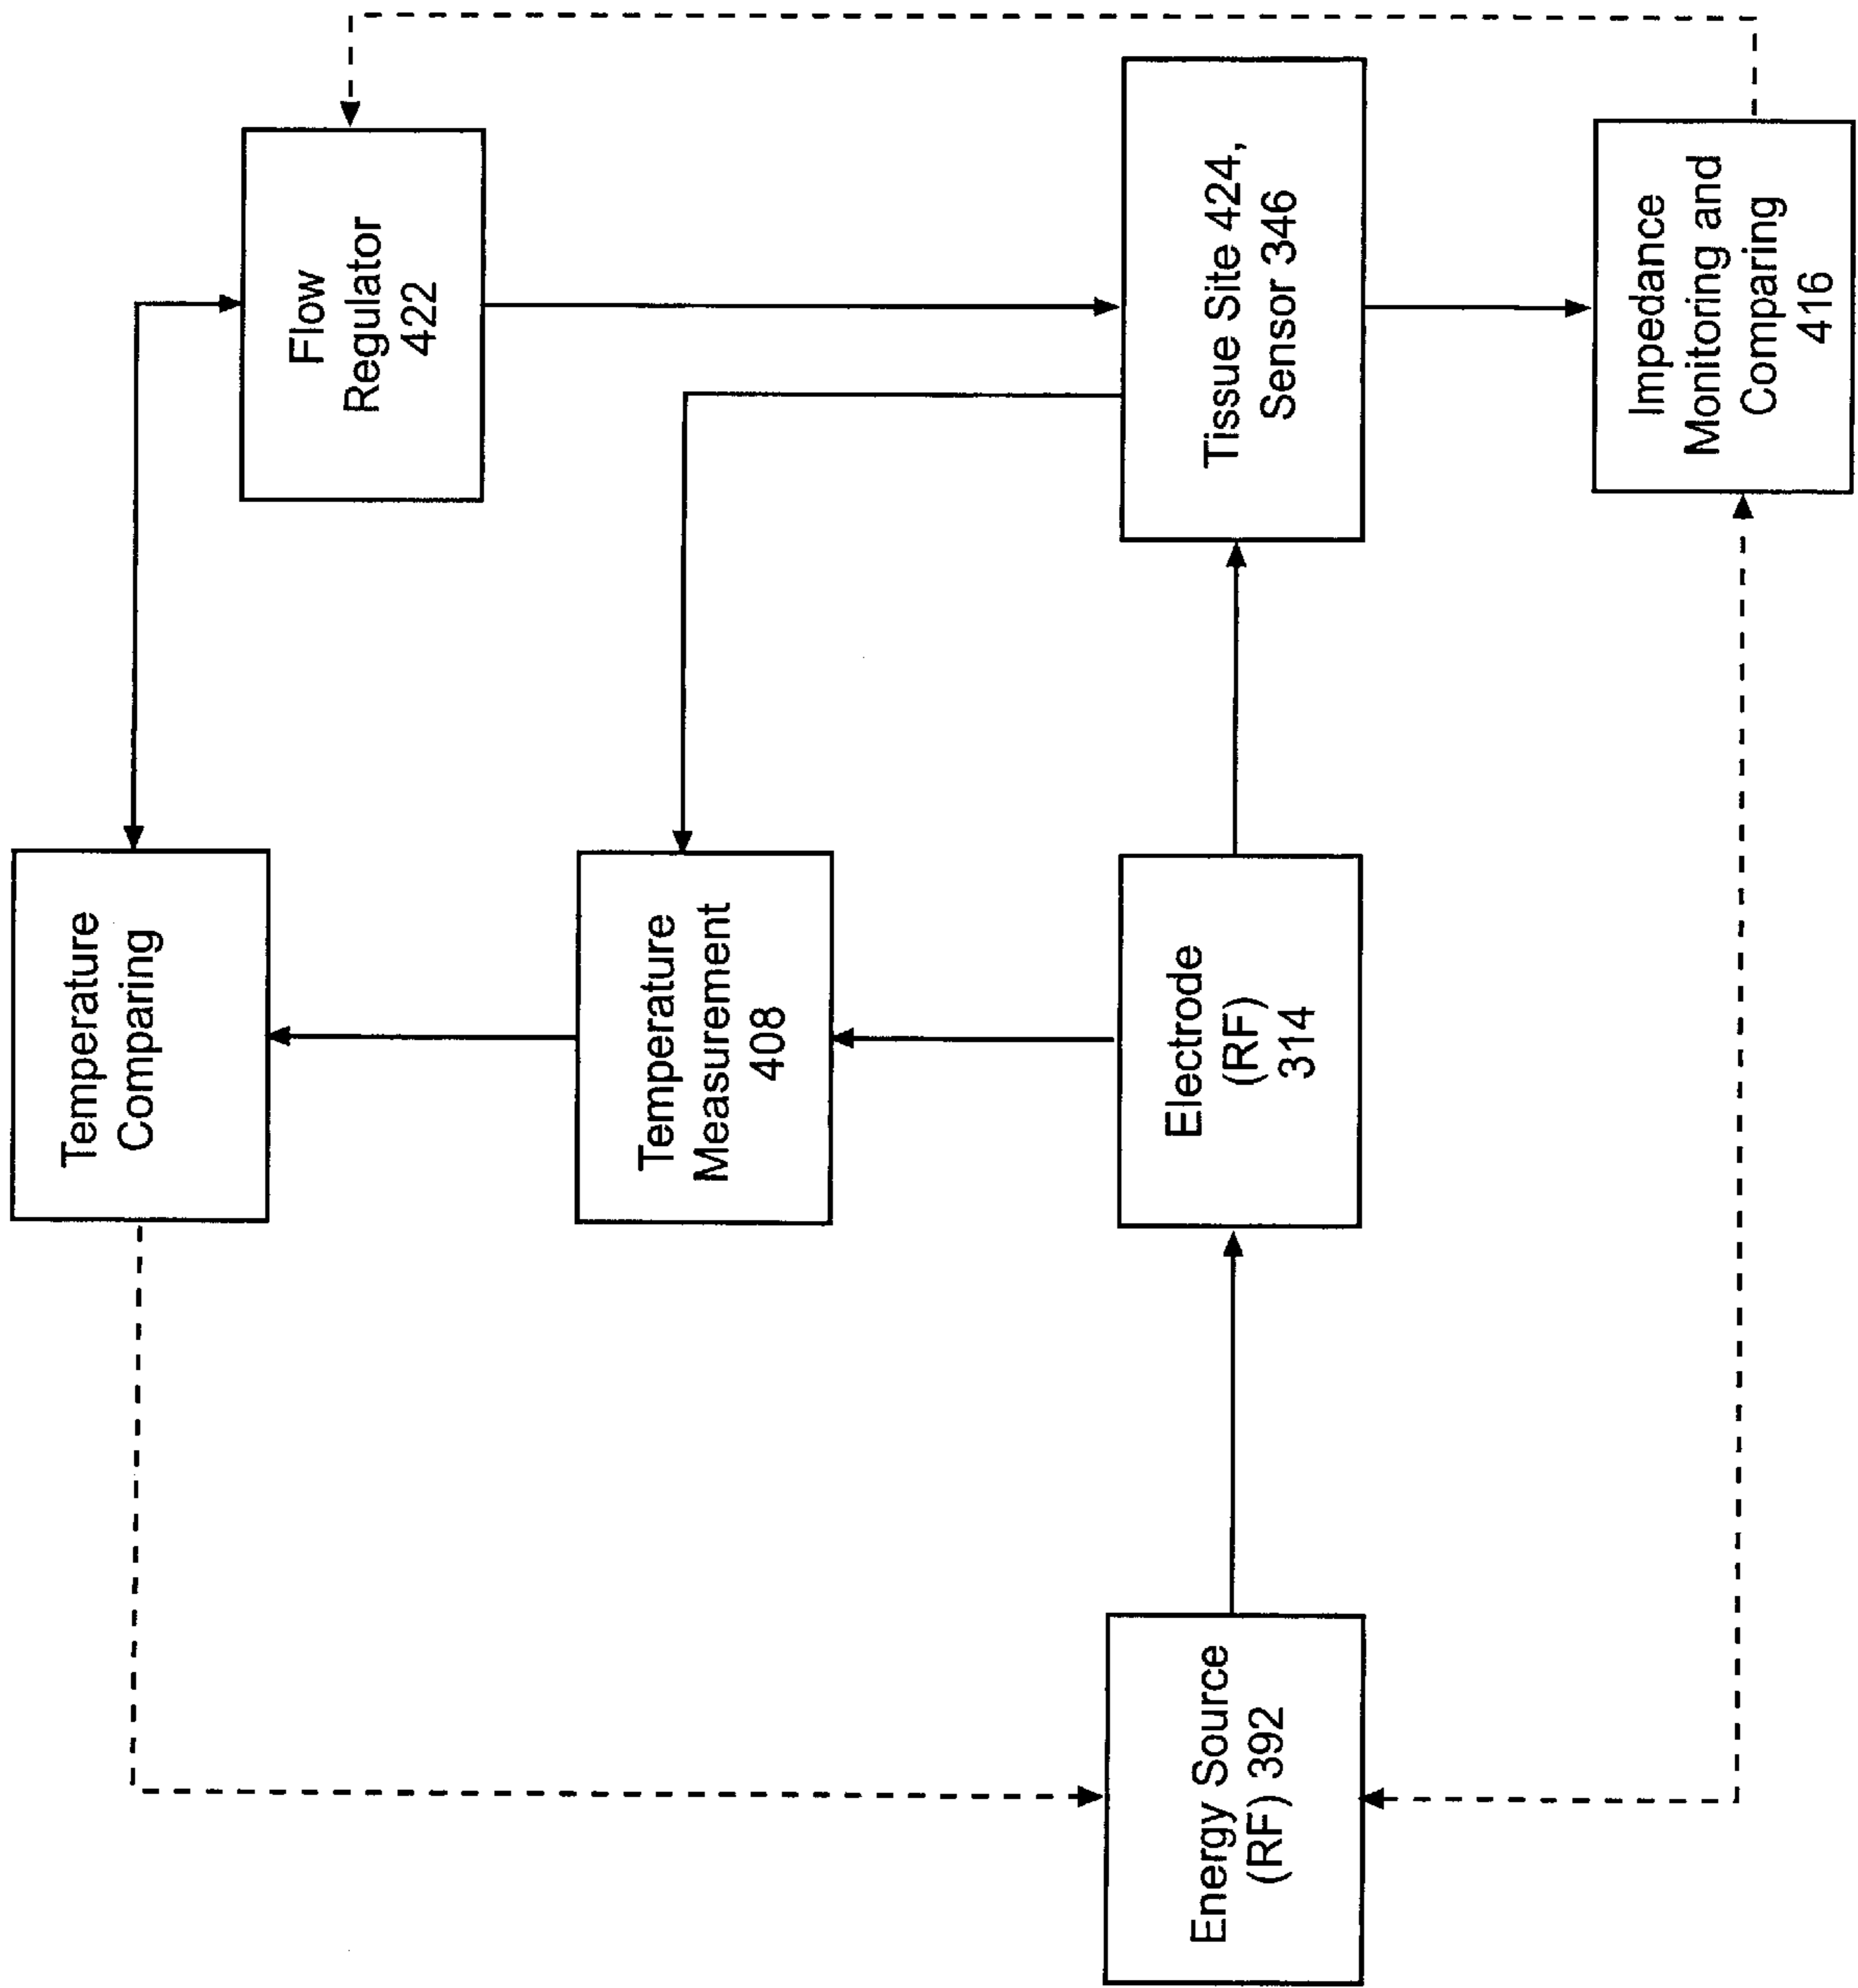 Temperature
Comparing
Flow
Regulator
422
Temperature
Measurement
408
Energy Source
(RF) 392
Electrode
(RF)
314
Tissue Site 424,
Sensor 346
Impedance
Monitoring and
Comparing
416